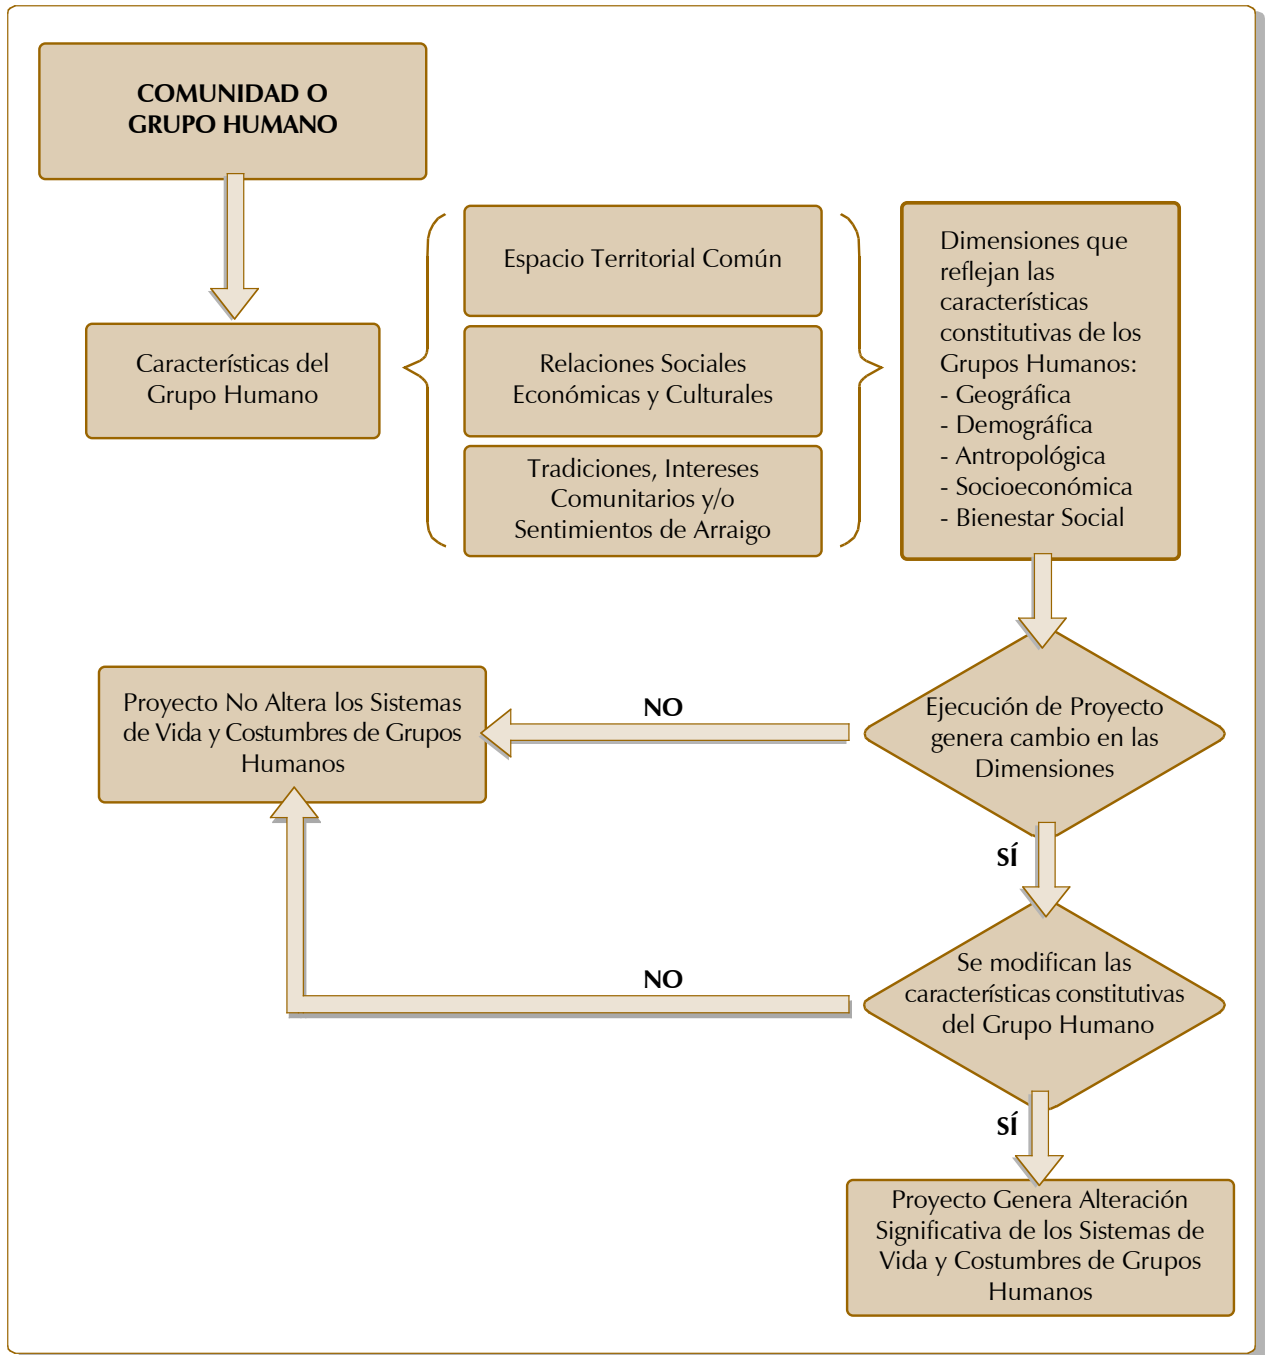 COMUNIDAD O
GRUPO HUMANO
Características del
Grupo Humano
Espacio Territorial Común
Relaciones Sociales
Económicas y Culturales
Tradiciones, Intereses
Comunitarios y/o
Sentimientos de Arraigo
Dimensiones que
reflejan las
características
constitutivas de los
Grupos Humanos:
- Geográfica
- Demográfica
- Antropológica
- Socioeconómica
- Bienestar Social
Ejecución de Proyecto
genera cambio en las
Dimensiones
NO
Proyecto No Altera los Sistemas
de Vida y Costumbres de Grupos
Humanos
SÍ
Se modifican las
características constitutivas
del Grupo Humano
NO
SÍ
Proyecto Genera Alteración
Significativa de los Sistemas de
Vida y Costumbres de Grupos
Humanos